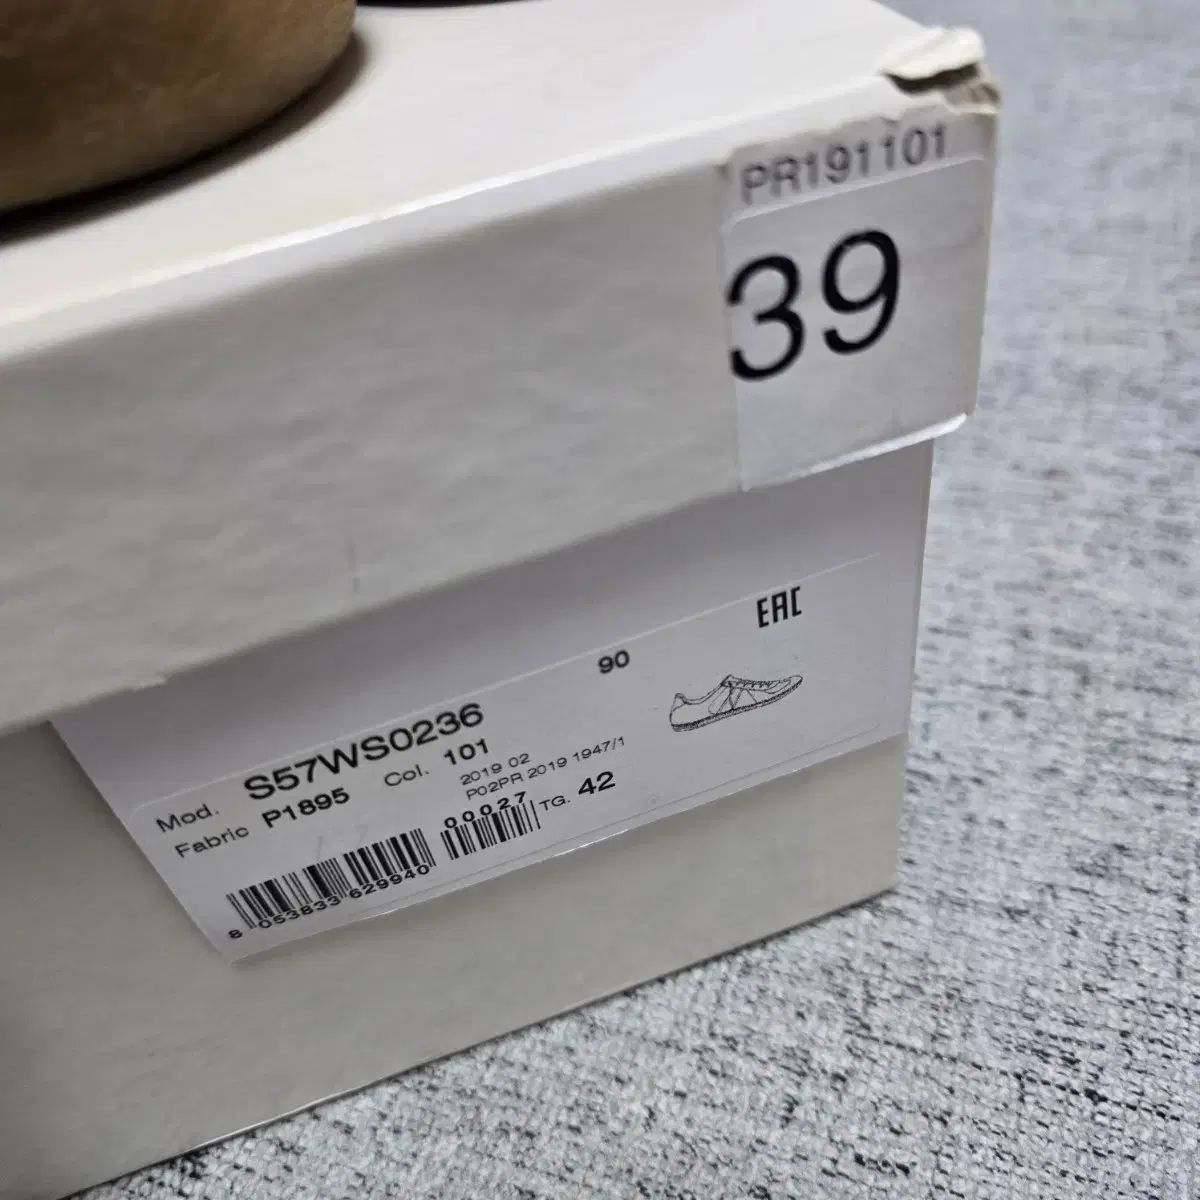 PR191101
39
EAC
90
Mod. S57WS0236
Fabric P1895 Col. 101
2019 02
P02PR 2019 1947/1
00027 TG. 42
8 053833 629940